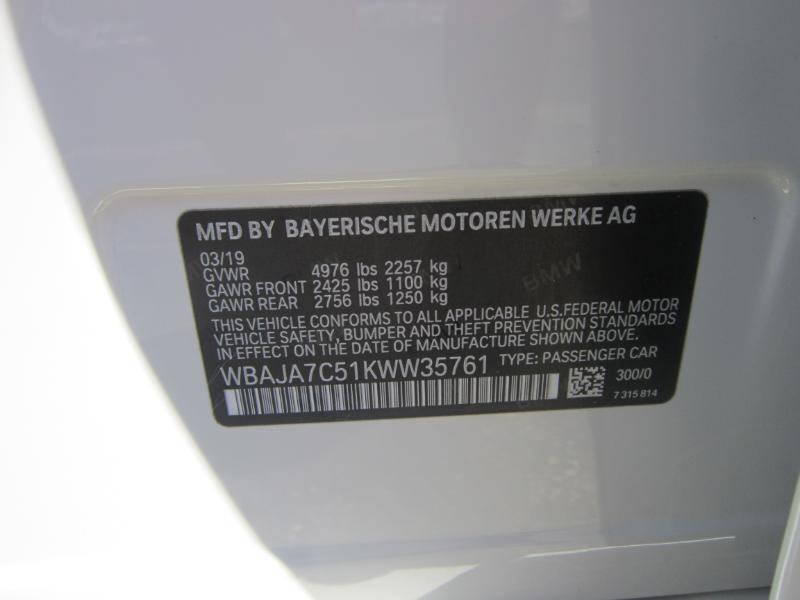 MFD BY BAYERISCHE MOTOREN WERKE AG
03/19
GVWR 4976 lbs 2257 kg
GAWR FRONT 2425 lbs 1100 kg
GAWR REAR 2756 lbs 1250 kg
THIS VEHICLE CONFORMS TO ALL APPLICABLE U.S.FEDERAL MOTOR
VEHICLE SAFETY, BUMPER AND THEFT PREVENTION STANDARDS
IN EFFECT ON THE DATE OF MANUFACTURE SHOWN ABOVE.
WBAJA7C51KWW35761 TYPE: PASSENGER CAR
300/0
7 315 814
BMW